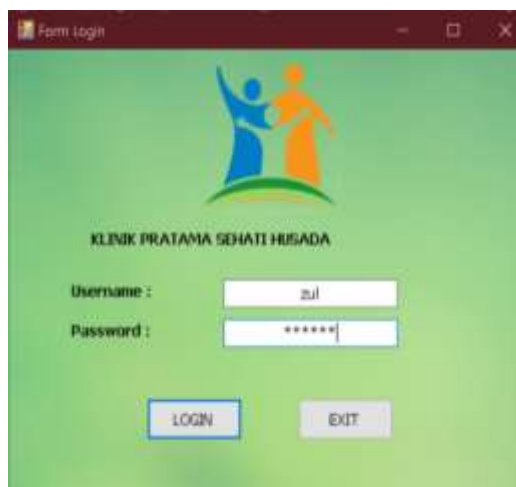 Form Login
KLINIK PRATAMA SEHATI HUSADA
Username : zul
Password : ******
LOGIN EXIT